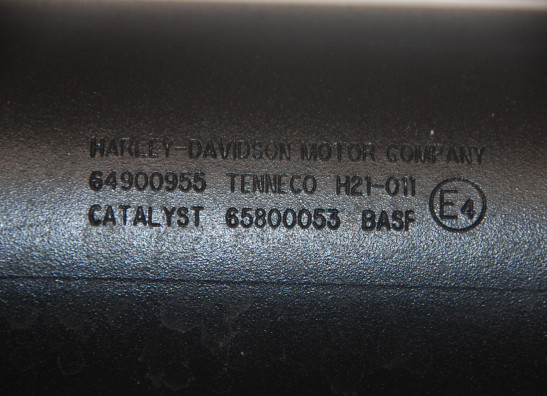 HARLEY-DAVIDSON MOTOR COMPANY
64900955 TENNECO H21-011
CATALYST 65800053 BASF E4